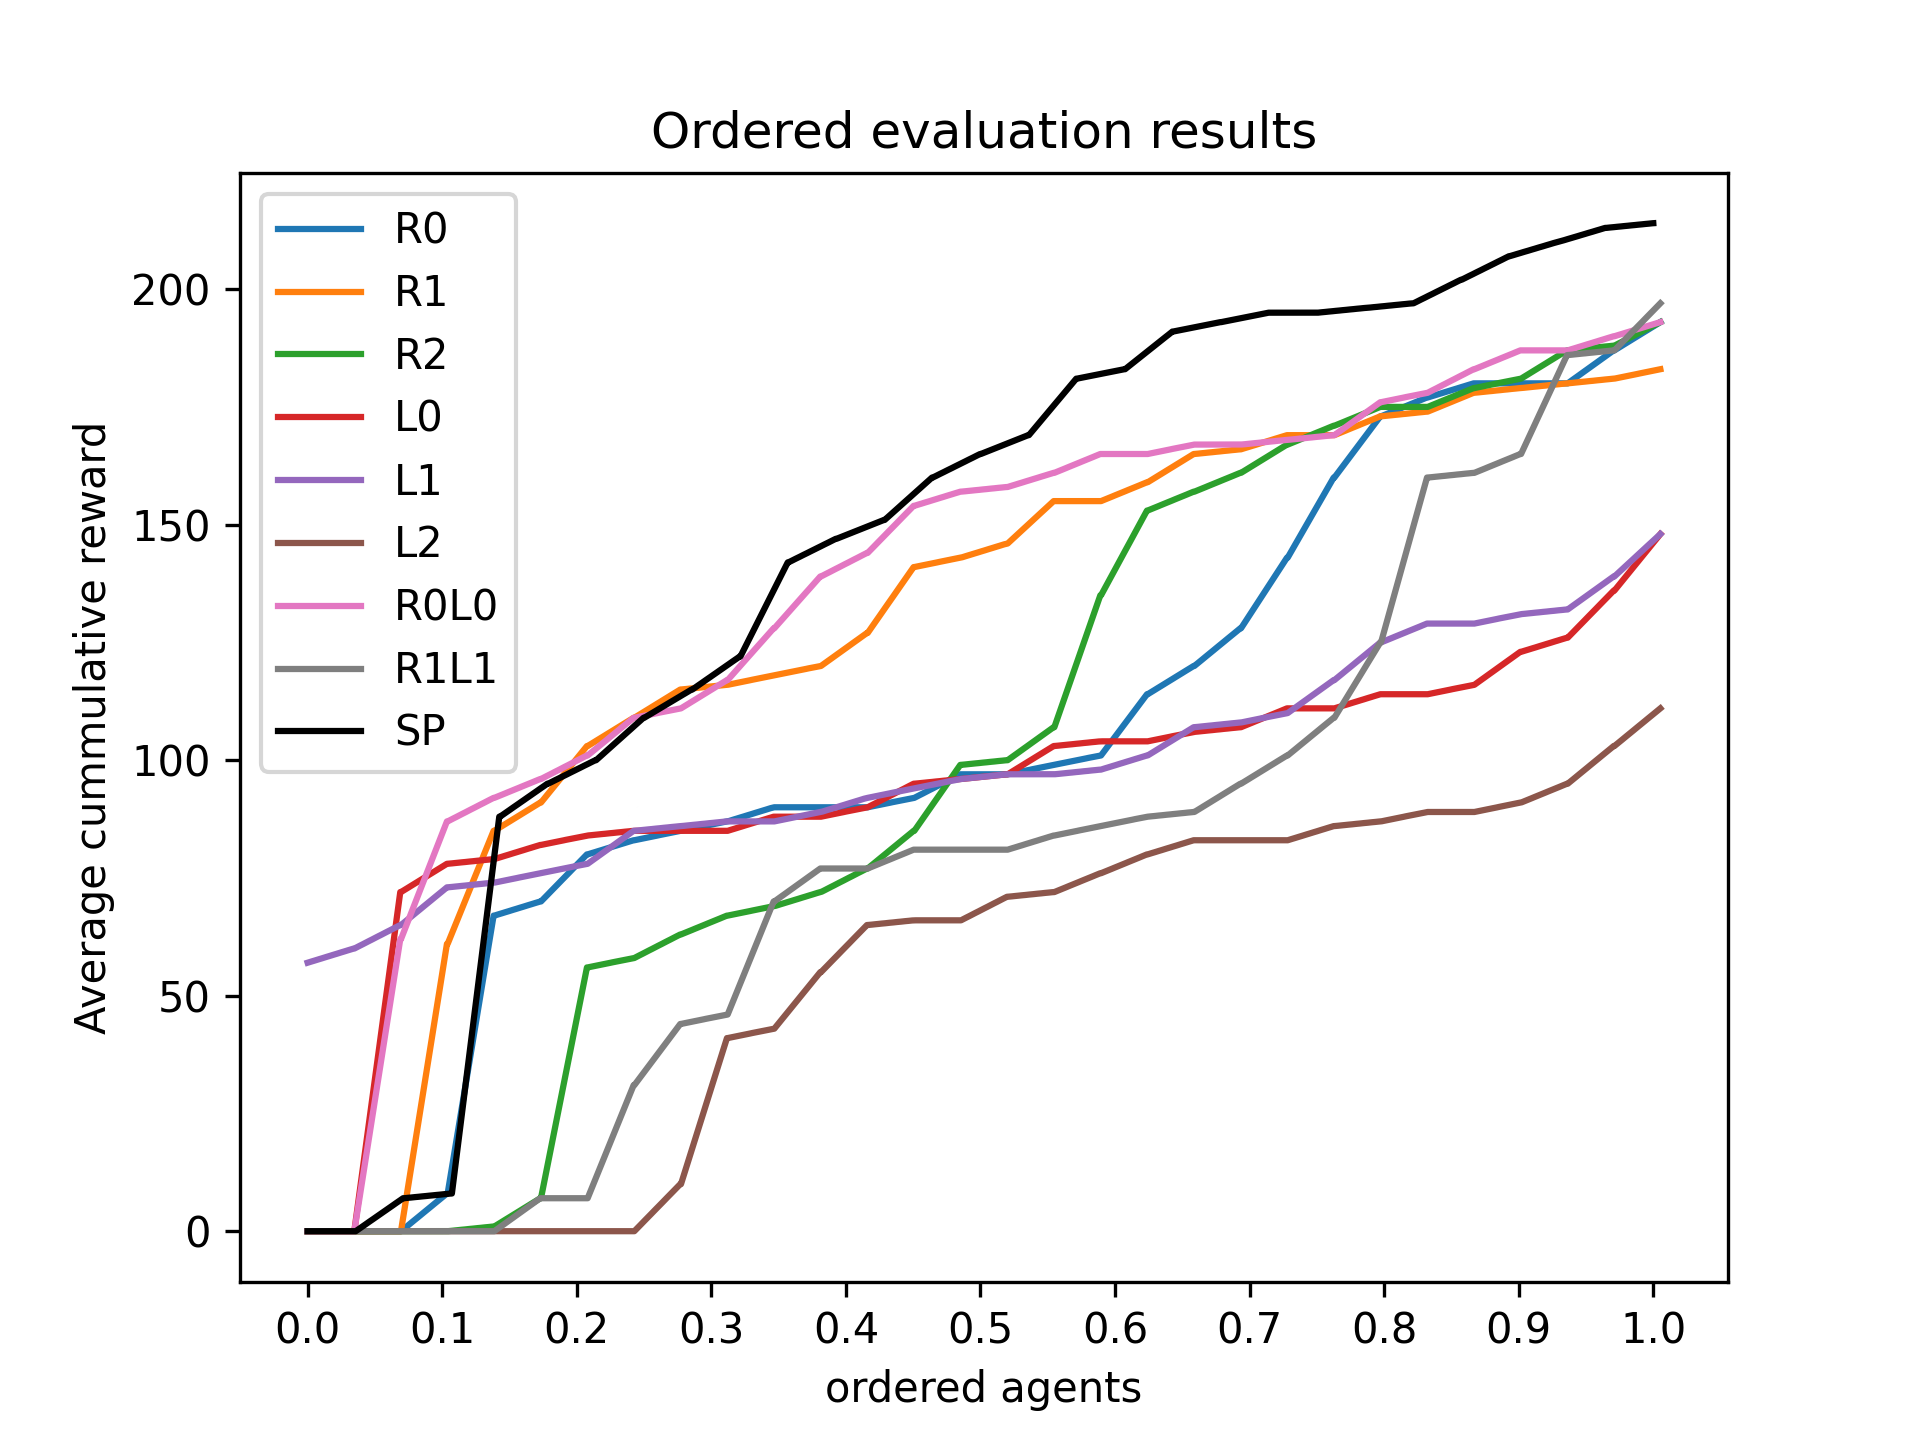 Ordered evaluation results
R0
R1
R2
L0
L1
L2
R0L0
R1L1
SP
Average cummulative reward
200
150
100
50
0
0.0 0.1 0.2 0.3 0.4 0.5 0.6 0.7 0.8 0.9 1.0
ordered agents